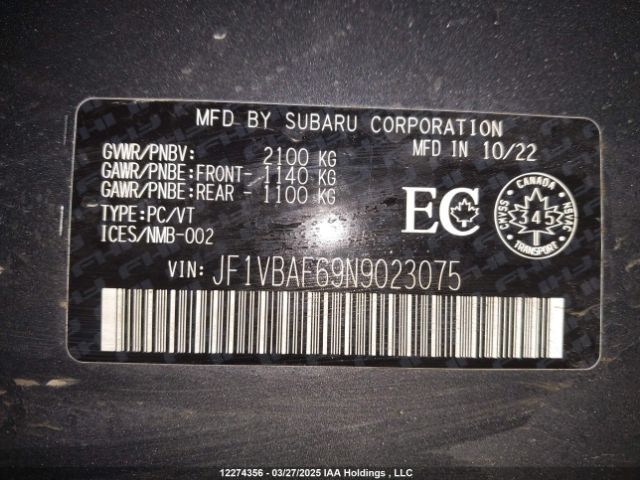 MFD BY SUBARU CORPORATION
GVWR/PNBV: 2100 KG MFD IN 10/22
GAWR/PNBE:FRONT- 1140 KG
GAWR/PNBE:REAR - 1100 KG
TYPE:PC/VT
ICES/NMB-002
EC
CANADA
CMVSS 345 NSVAC
TRANSPORT
VIN: JF1VBAF69N9023075
12274356 - 03/27/2025 IAA Holdings , LLC